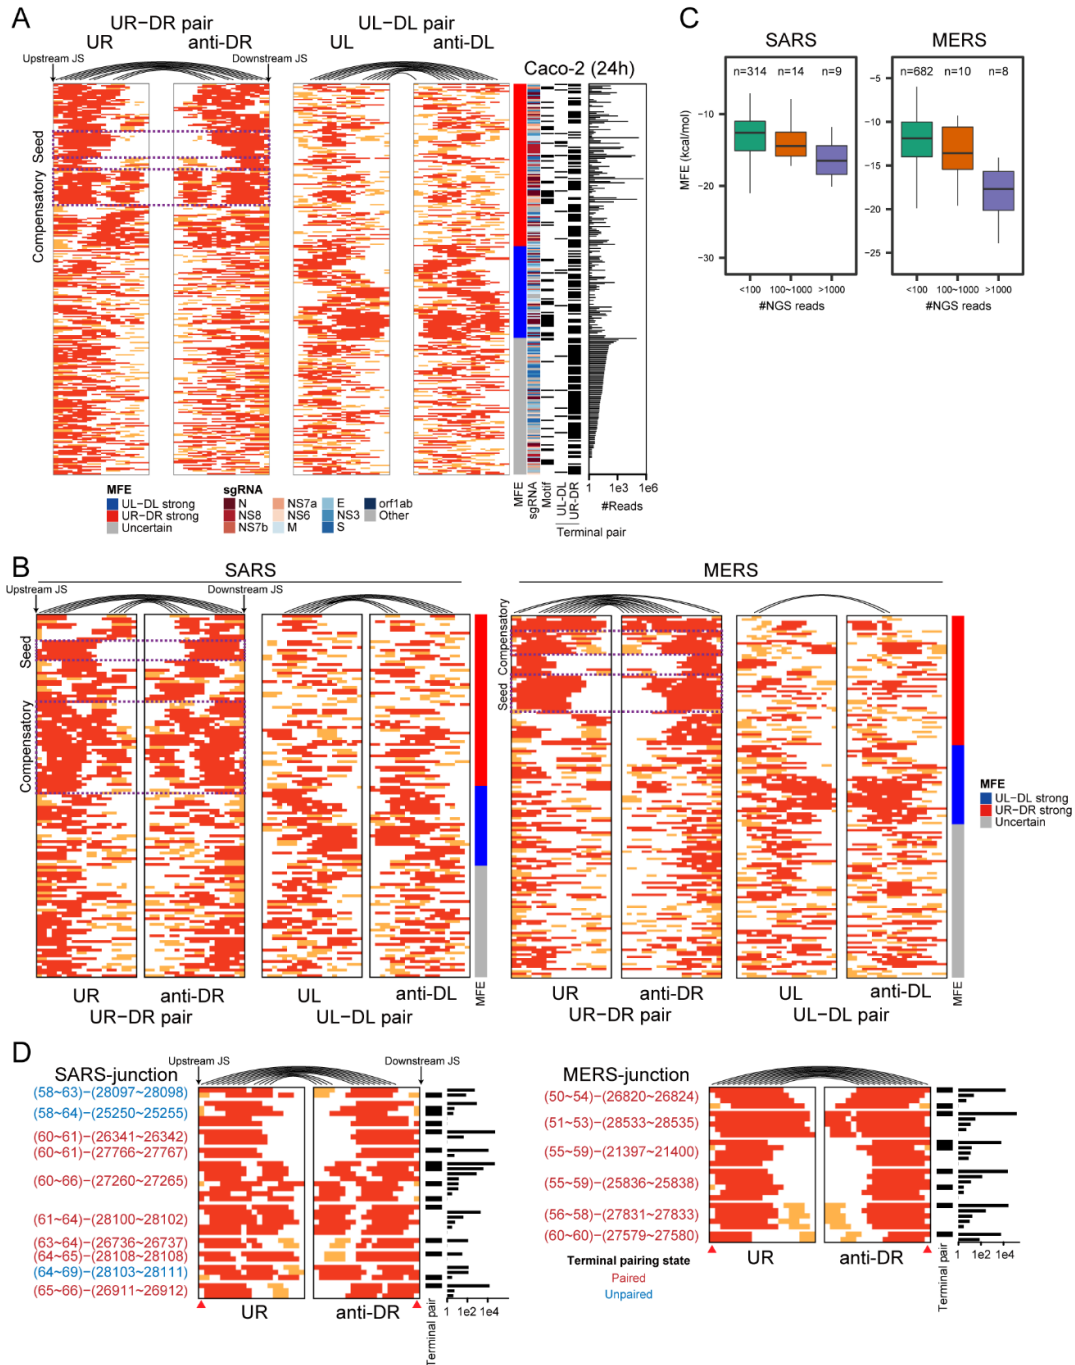 A
UR−DR pair
UR
anti-DR
Upstream JS
Downstream JS
UL−DL pair
UL
anti-DL
Caco-2 (24h)
Seed
Compensatory
MFE
sgRNA
Motif
UL-DL
UR-DR
Terminal pair
1
1e3
1e6
#Reads
MFE
UL−DL strong
UR−DR strong
Uncertain
sgRNA
N
NS8
NS7b
NS7a
NS6
M
E
NS3
S
orf1ab
Other
C
SARS
MERS
n=314
n=14
n=9
n=682
n=10
n=8
MFE (kcal/mol)
−10
−20
−30
−5
−10
−15
−20
−25
<100
100~1000
>1000
#NGS reads
<100
100~1000
>1000
#NGS reads
B
SARS
Upstream JS
Downstream JS
Seed
Compensatory
UR
anti-DR
UR−DR pair
UL
anti-DL
UL−DL pair
MFE
MERS
Compensatory
Seed
UR
anti-DR
UR−DR pair
UL
anti-DL
UL−DL pair
MFE
MFE
UL−DL strong
UR−DR strong
Uncertain
D
SARS-junction
Upstream JS
Downstream JS
(58~63)−(28097~28098)
(58~64)−(25250~25255)
(60~61)−(26341~26342)
(60~61)−(27766~27767)
(60~66)−(27260~27265)
(61~64)−(28100~28102)
(63~64)−(26736~26737)
(64~65)−(28108~28108)
(64~69)−(28103~28111)
(65~66)−(26911~26912)
UR
anti-DR
Terminal pair
1 1e2 1e4
MERS-junction
(50~54)−(26820~26824)
(51~53)−(28533~28535)
(55~59)−(21397~21400)
(55~59)−(25836~25838)
(56~58)−(27831~27833)
(60~60)−(27579~27580)
UR
anti-DR
Terminal pair
1 1e2 1e4
Terminal pairing state
Paired
Unpaired